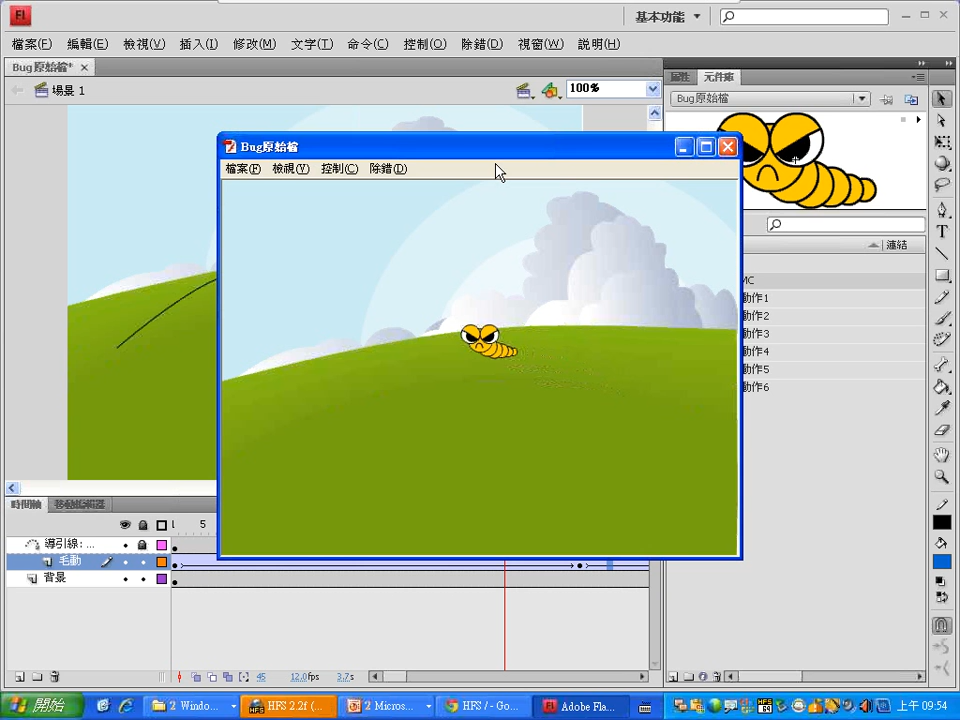 Fl
基本功能
檔案(F) 編輯(E) 檢視(V) 插入(I) 修改(M) 文字(T) 命令(C) 控制(O) 除錯(D) 視窗(W) 說明(H)
Bug原始檔*
屬性 元件庫
場景 1
100%
Bug原始檔
Bug原始檔
檔案(F) 檢視(V) 控制(C) 除錯(D)
連結
MC
動作1
動作2
動作3
動作4
動作5
動作6
時間軸 移動編輯器
1 5
導引線: ...
毛動
背景
45 12.0fps 3.7s
開始
2 Windo...
HFS 2.2f (...
2 Micros...
HFS / - Go...
Adobe Fla...
上午 09:54